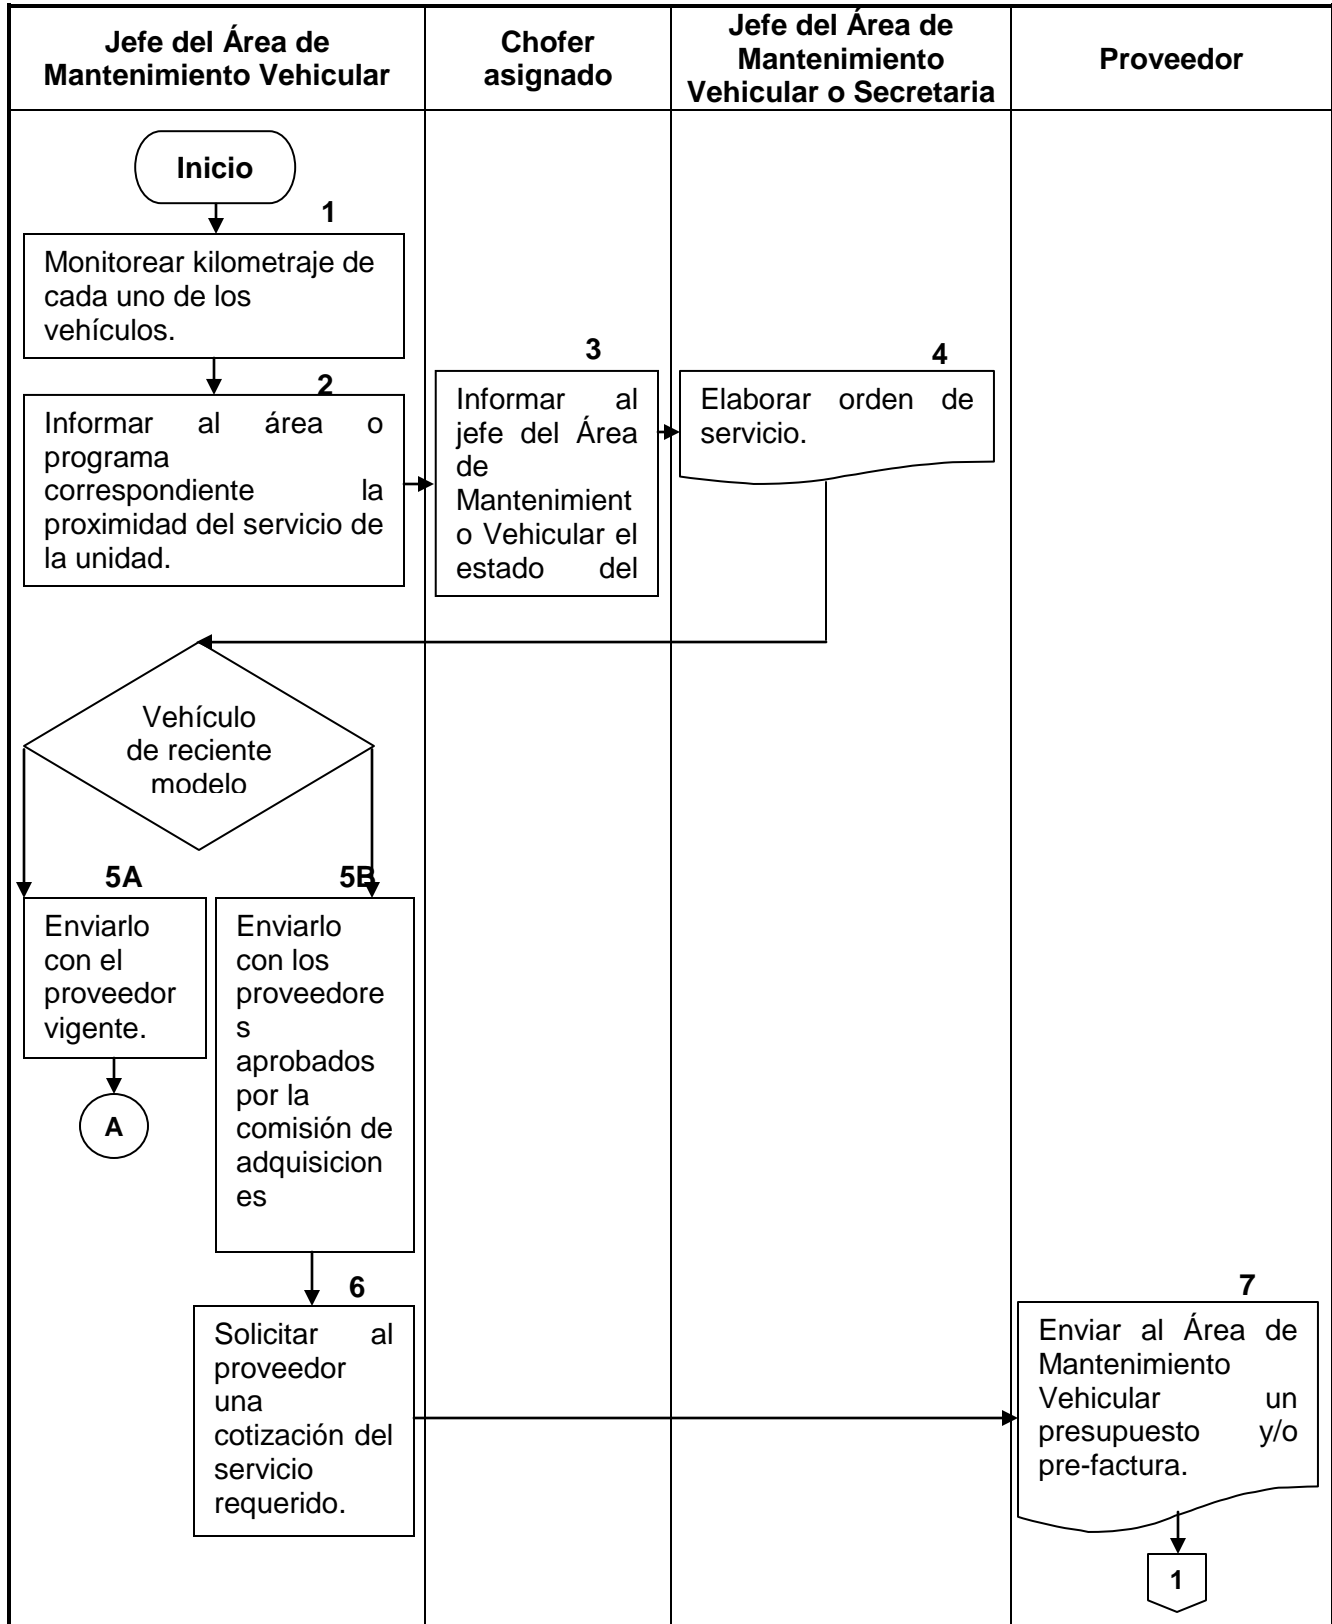 Jefe del Área de
Mantenimiento Vehicular
Chofer
asignado
Jefe del Área de
Mantenimiento
Vehicular o Secretaria
Proveedor
Inicio
1
Monitorear kilometraje de
cada uno de los
vehículos.
2
Informar al área o
programa
correspondiente la
proximidad del servicio de
la unidad.
3
Informar al
jefe del Área
de
Mantenimient
o Vehicular el
estado del
4
Elaborar orden de
servicio.
Vehículo
de reciente
modelo
5A
Enviarlo
con el
proveedor
vigente.
A
5B
Enviarlo
con los
proveedore
s
aprobados
por la
comisión de
adquisicion
es
6
Solicitar al
proveedor
una
cotización del
servicio
requerido.
7
Enviar al Área de
Mantenimiento
Vehicular un
presupuesto y/o
pre-factura.
1